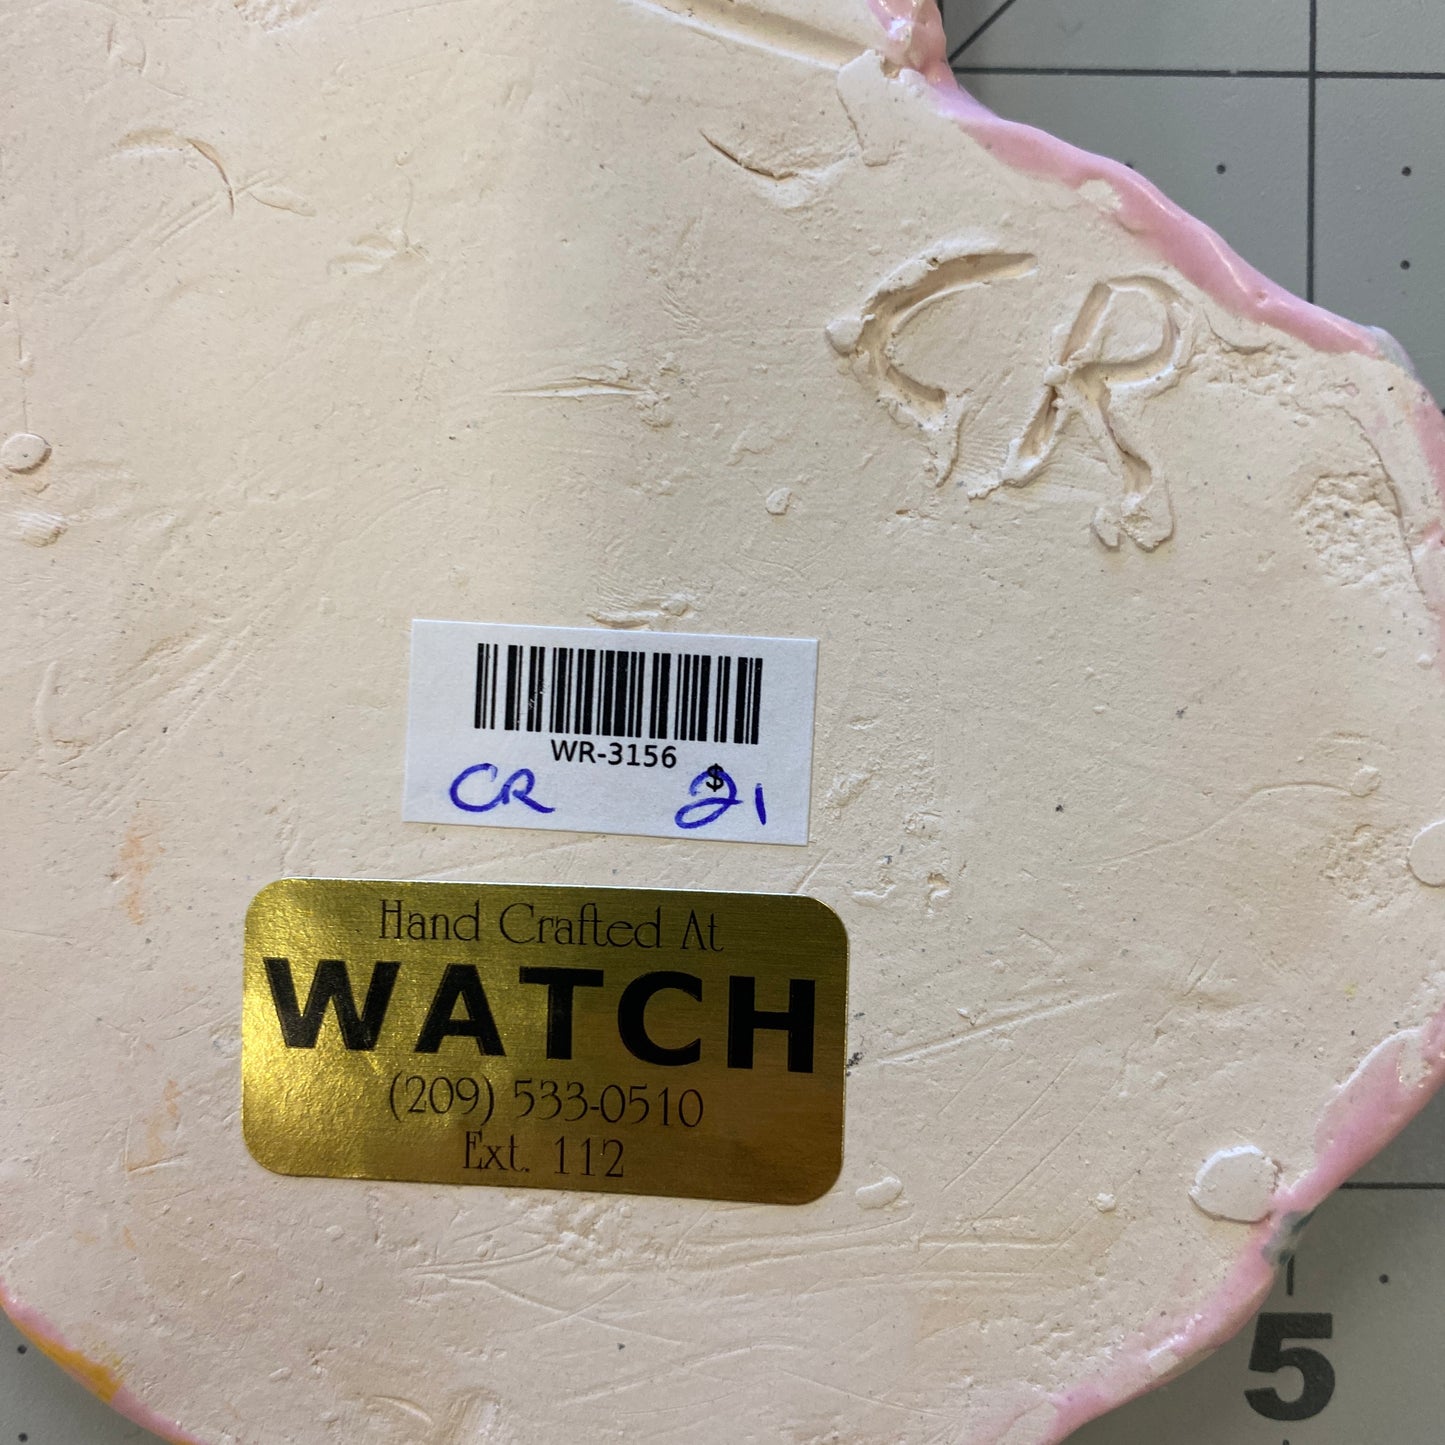 CR
WR-3156
CR $21
Hand Crafted At
WATCH
(209) 533-0510
Ext. 112
5